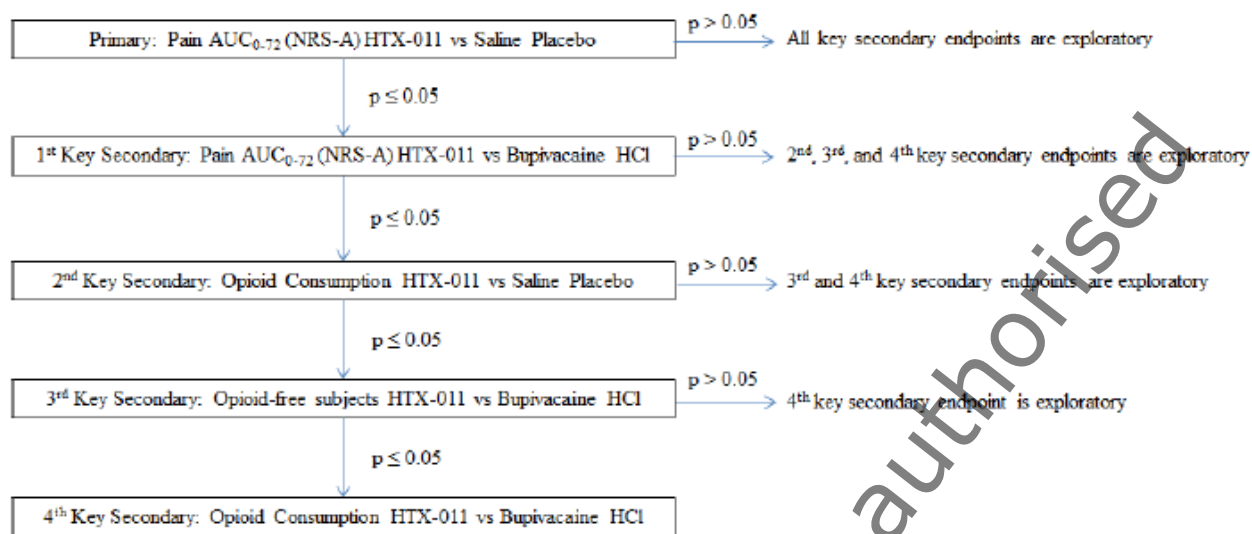 Primary: Pain AUC0-72 (NRS-A) HTX-011 vs Saline Placebo
p > 0.05
All key secondary endpoints are exploratory
p ≤ 0.05
1st Key Secondary: Pain AUC0-72 (NRS-A) HTX-011 vs Bupivacaine HCl
p > 0.05
2nd, 3rd, and 4th key secondary endpoints are exploratory
p ≤ 0.05
2nd Key Secondary: Opioid Consumption HTX-011 vs Saline Placebo
p > 0.05
3rd and 4th key secondary endpoints are exploratory
p ≤ 0.05
3rd Key Secondary: Opioid-free subjects HTX-011 vs Bupivacaine HCl
p > 0.05
4th key secondary endpoint is exploratory
p ≤ 0.05
4th Key Secondary: Opioid Consumption HTX-011 vs Bupivacaine HCl
authorised